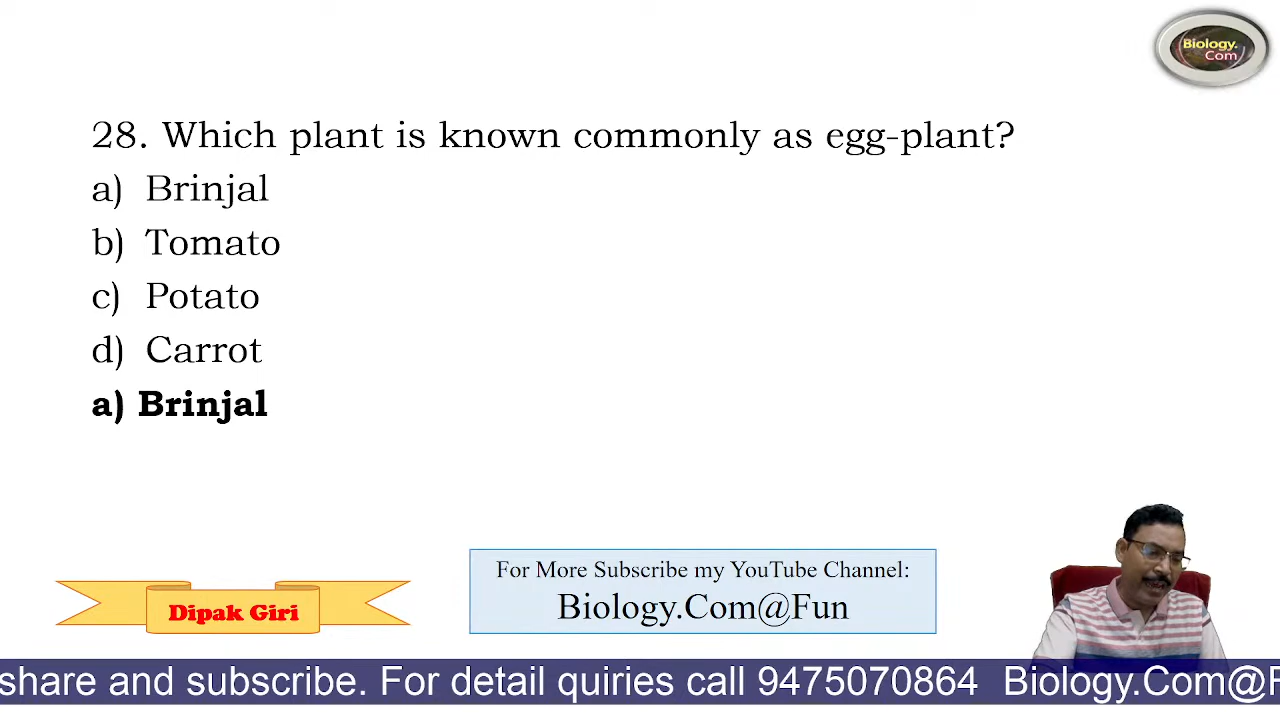 Biology.
Com
28. Which plant is known commonly as egg-plant?
a) Brinjal
b) Tomato
c) Potato
d) Carrot
a) Brinjal
For More Subscribe my YouTube Channel:
Biology.Com@Fun
Dipak Giri
share and subscribe. For detail quiries call 9475070864 Biology.Com@F